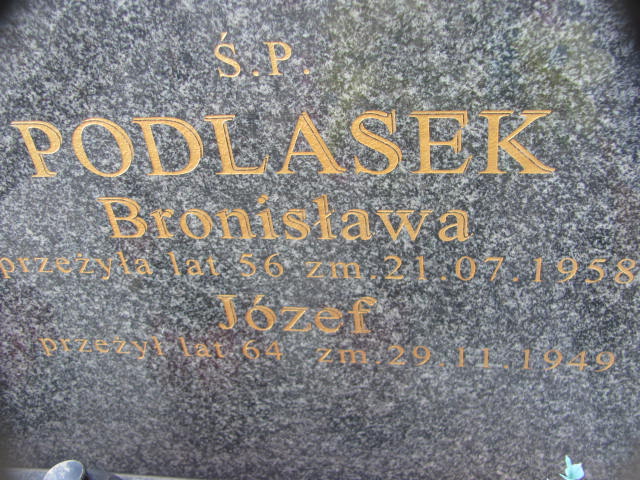 Ś.P.
PODLASEK
Bronisława
przeżyła lat 56 zm.21.07.1958
Józef
przeżył lat 64 zm.29.11.1949